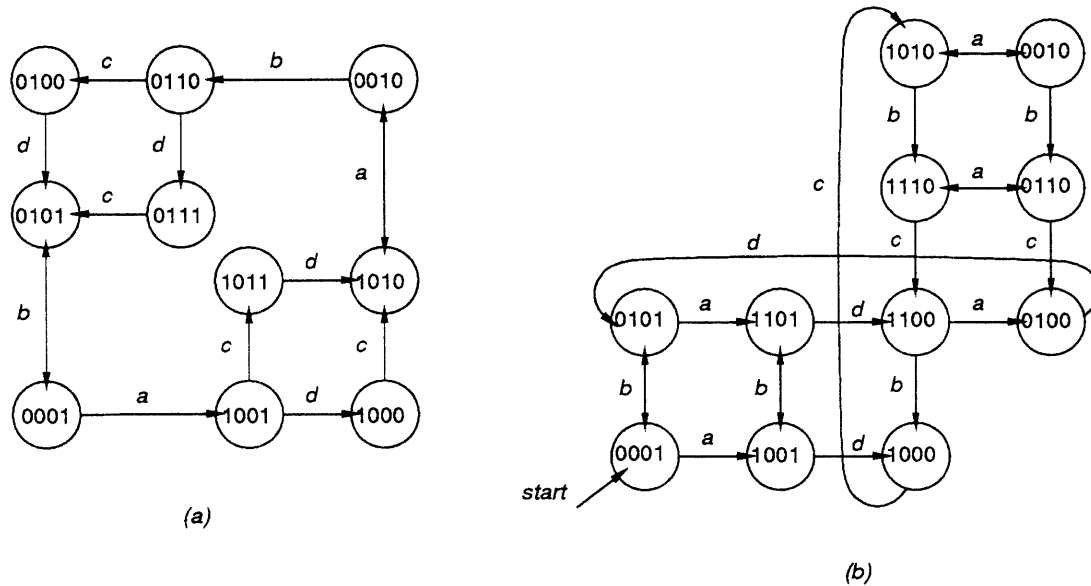 0100 c 0110 b 0010
d d a
0101 c 0111
b
1011 d 1010
c c
0001 a 1001 d 1000
(a)
1010 a 0010
b b
c
1110 a 0110
c c
d
0101 a 1101 d 1100 a 0100
b b b
0001 a 1001 d 1000
start
(b)